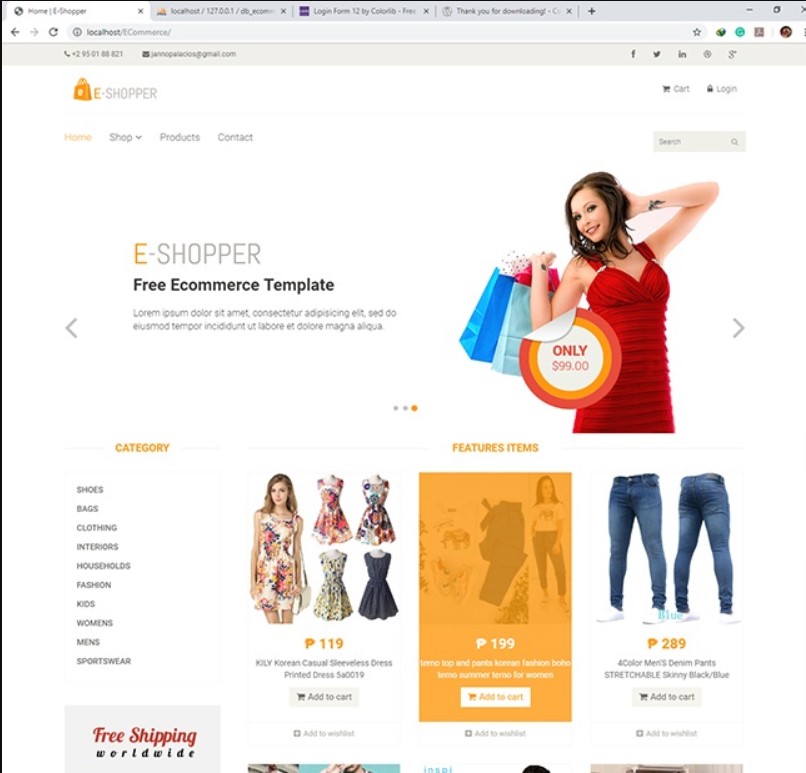 Home | E-Shopper
localhost / 127.0.0.1 / db_ecomm
Login Form 12 by Colorlib - Free
Thank you for downloading! - Co
localhost/ECommerce/
+2 95 01 88 821
jannopalacios@gmail.com
E-SHOPPER
Cart
Login
Home
Shop
Products
Contact
Search
E-SHOPPER
Free Ecommerce Template
Lorem ipsum dolor sit amet, consectetur adipisicing elit, sed do
eiusmod tempor incididunt ut labore et dolore magna aliqua.
ONLY
$99.00
CATEGORY
SHOES
BAGS
CLOTHING
INTERIORS
HOUSEHOLDS
FASHION
KIDS
WOMENS
MENS
SPORTSWEAR
Free Shipping
worldwide
FEATURES ITEMS
₱ 119
KILY Korean Casual Sleeveless Dress
Printed Dress 5a0019
Add to cart
Add to wishlist
₱ 199
terno top and pants korean fashion boho
terno summer terno for women
Add to cart
Add to wishlist
Blue
₱ 289
4Color Men'S Denim Pants
STRETCHABLE Skinny Black/Blue
Add to cart
Add to wishlist
inspi